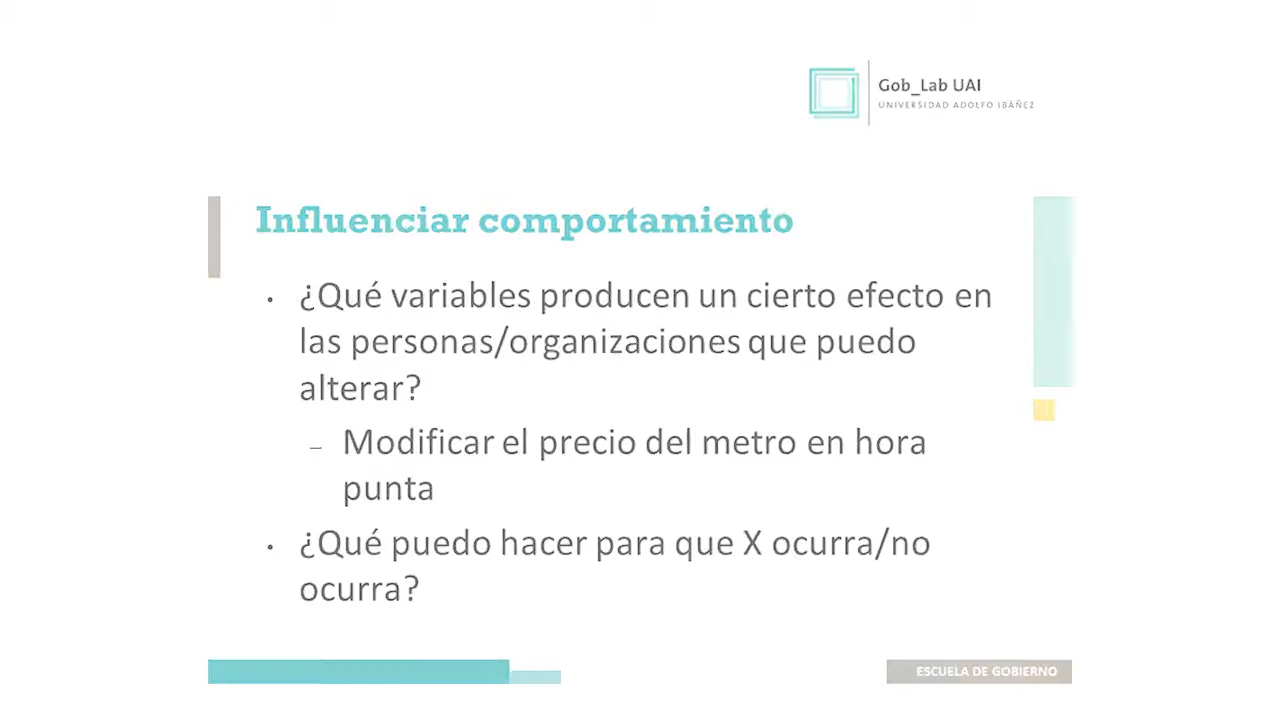 Gob_Lab UAI
UNIVERSIDAD ADOLFO IBÁÑEZ
Influenciar comportamiento
• ¿Qué variables producen un cierto efecto en
las personas/organizaciones que puedo
alterar?
– Modificar el precio del metro en hora
punta
• ¿Qué puedo hacer para que X ocurra/no
ocurra?
ESCUELA DE GOBIERNO